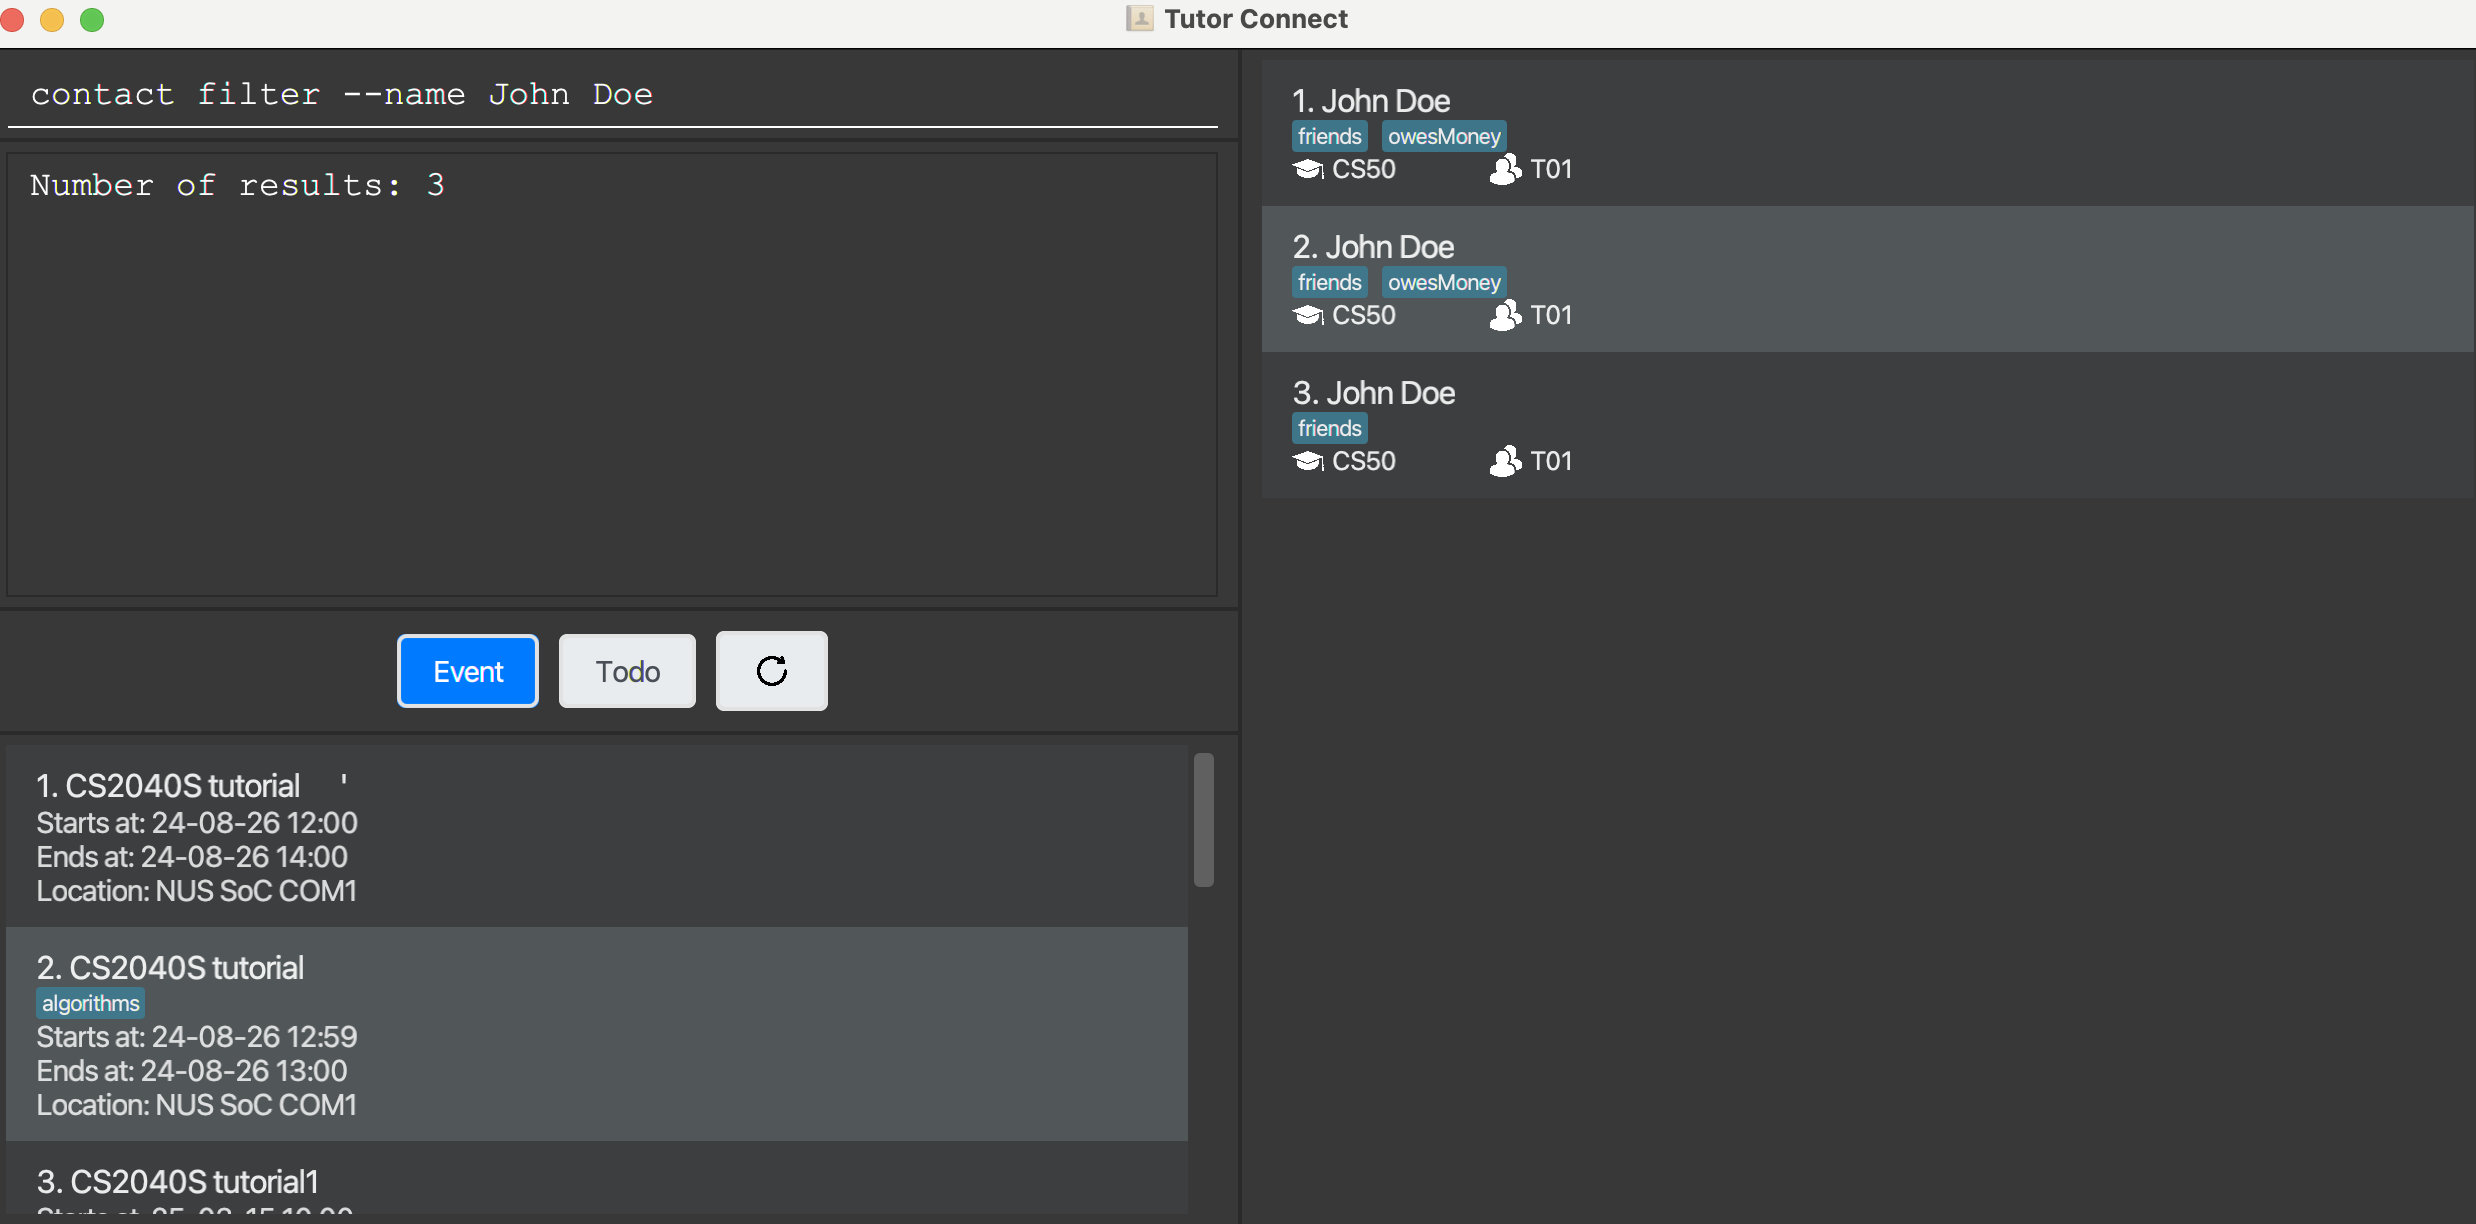 Tutor Connect
contact filter --name John Doe
Number of results: 3
Event
Todo
1. CS2040S tutorial    '
Starts at: 24-08-26 12:00
Ends at: 24-08-26 14:00
Location: NUS SoC COM1
2. CS2040S tutorial
algorithms
Starts at: 24-08-26 12:59
Ends at: 24-08-26 13:00
Location: NUS SoC COM1
3. CS2040S tutorial1
1. John Doe
friends owesMoney
CS50 T01
2. John Doe
friends owesMoney
CS50 T01
3. John Doe
friends
CS50 T01